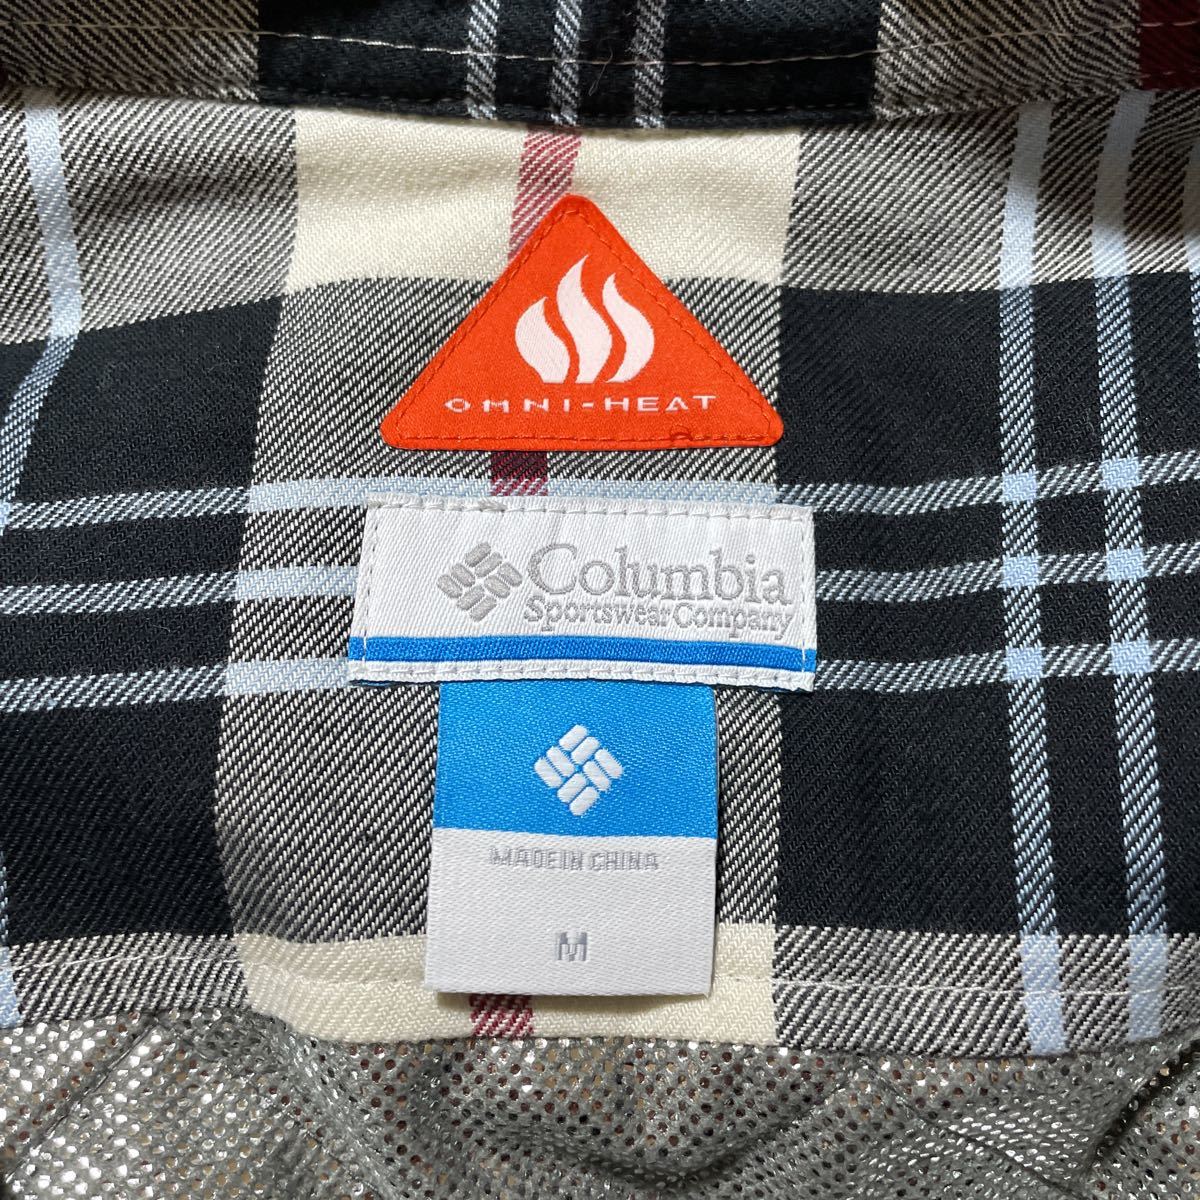 OMNI-HEAT
Columbia
Sportswear Company
MADE IN CHINA
M